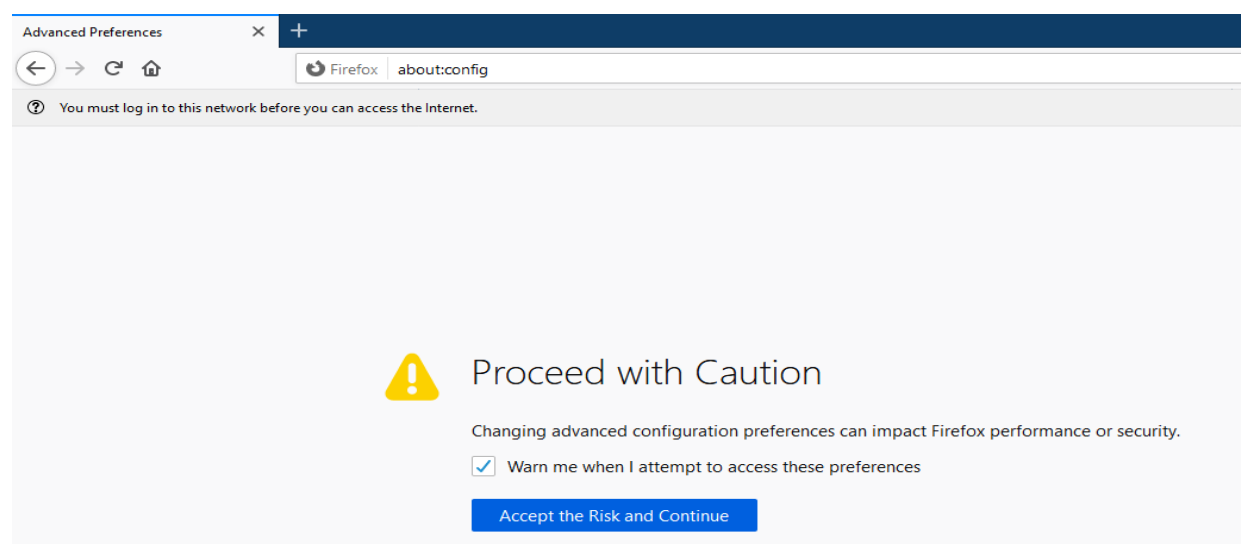 Advanced Preferences
Firefox about:config
You must log in to this network before you can access the Internet.
Proceed with Caution
Changing advanced configuration preferences can impact Firefox performance or security.
Warn me when I attempt to access these preferences
Accept the Risk and Continue